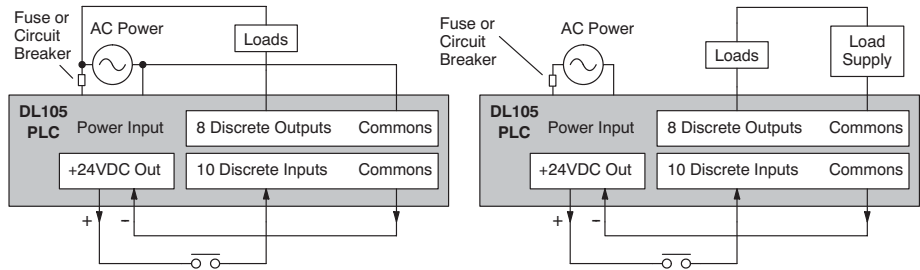 Fuse or
Circuit
Breaker
AC Power
Loads
DL105
PLC
Power Input
8 Discrete Outputs Commons
+24VDC Out
10 Discrete Inputs Commons
+ –
Fuse or
Circuit
Breaker
AC Power
Loads
Load
Supply
DL105
PLC
Power Input
8 Discrete Outputs Commons
+24VDC Out
10 Discrete Inputs Commons
+ –